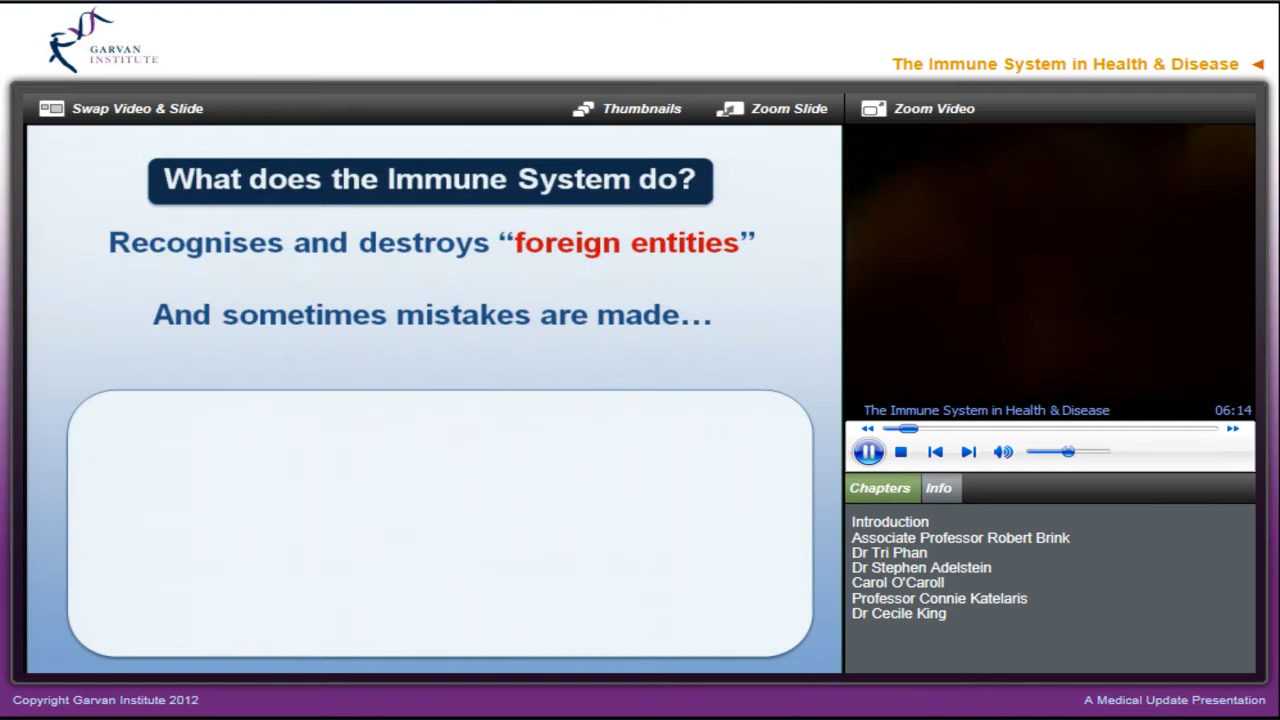 GARVAN
INSTITUTE
The Immune System in Health & Disease
Swap Video & Slide
Thumbnails
Zoom Slide
Zoom Video
What does the Immune System do?
Recognises and destroys “foreign entities”
And sometimes mistakes are made…
The Immune System in Health & Disease
06:14
Chapters
Info
Introduction
Associate Professor Robert Brink
Dr Tri Phan
Dr Stephen Adelstein
Carol O'Caroll
Professor Connie Katelaris
Dr Cecile King
Copyright Garvan Institute 2012
A Medical Update Presentation